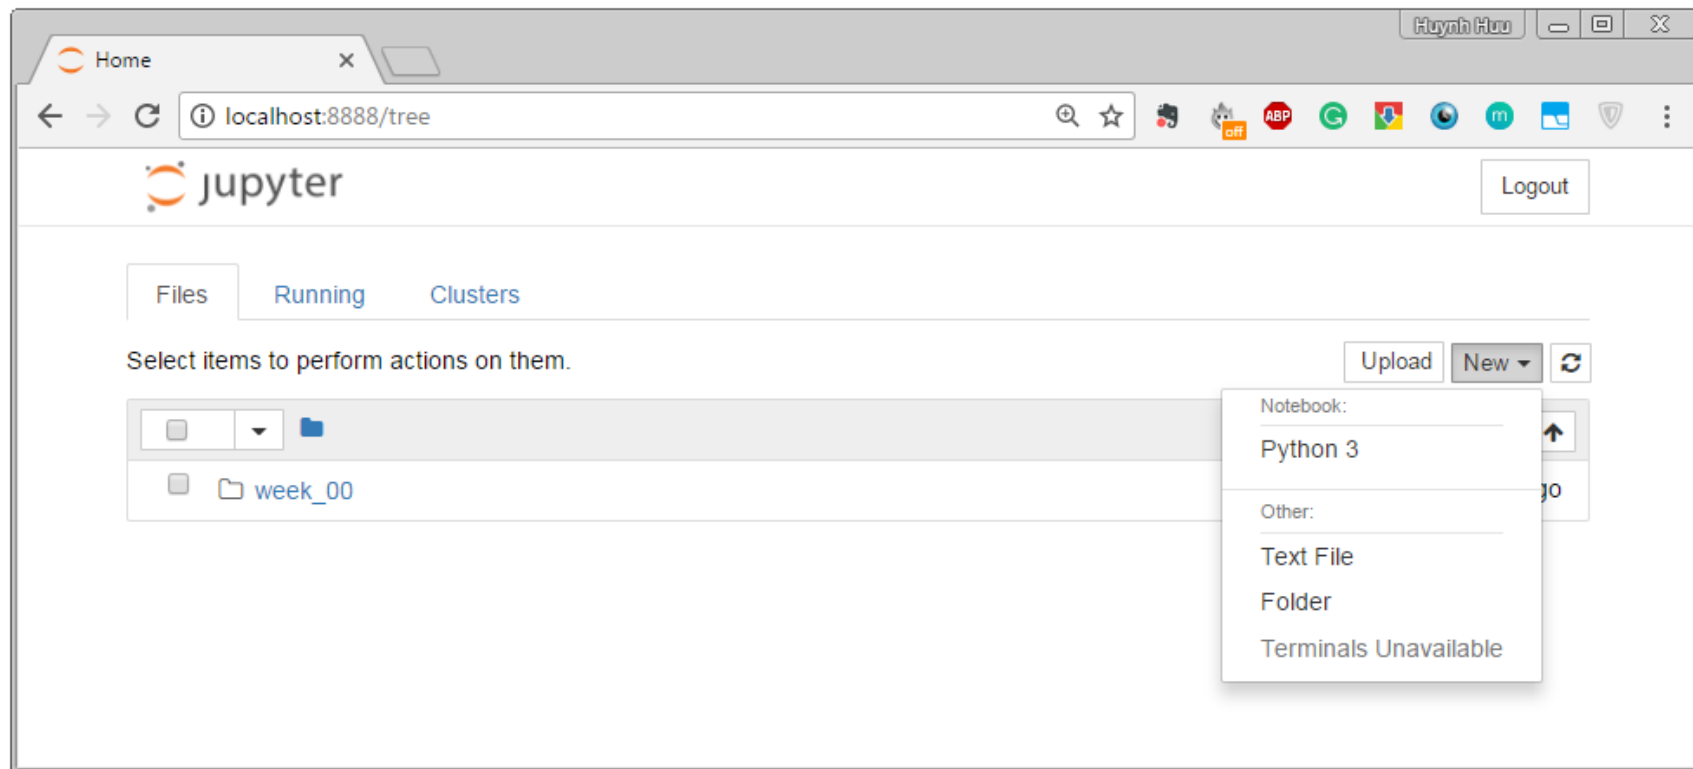 Huynh Huu
Home
localhost:8888/tree
off
ABP
G
m
jupyter
Logout
Files Running Clusters
Select items to perform actions on them.
Upload New
Notebook:
Python 3
week_00
go
Other:
Text File
Folder
Terminals Unavailable